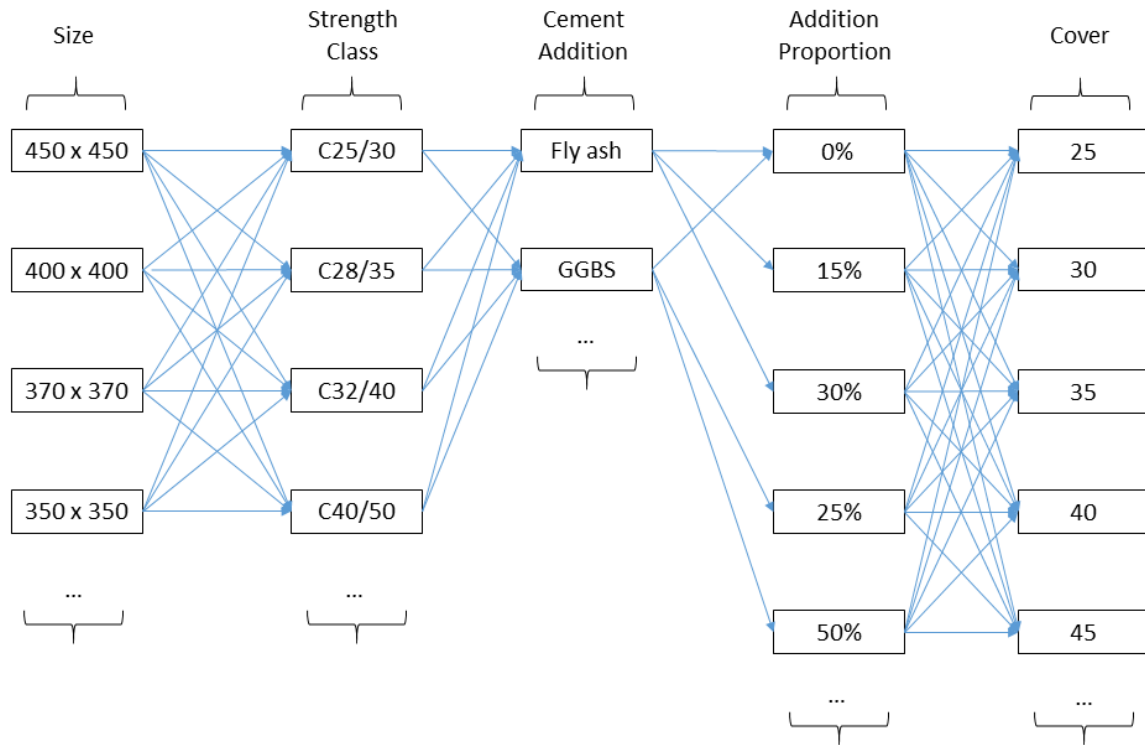 Size
Strength
Class
Cement
Addition
Addition
Proportion
Cover
450 x 450
C25/30
Fly ash
0%
25
400 x 400
C28/35
GGBS
15%
30
...
370 x 370
C32/40
30%
35
350 x 350
C40/50
25%
40
...
...
50%
45
...
...